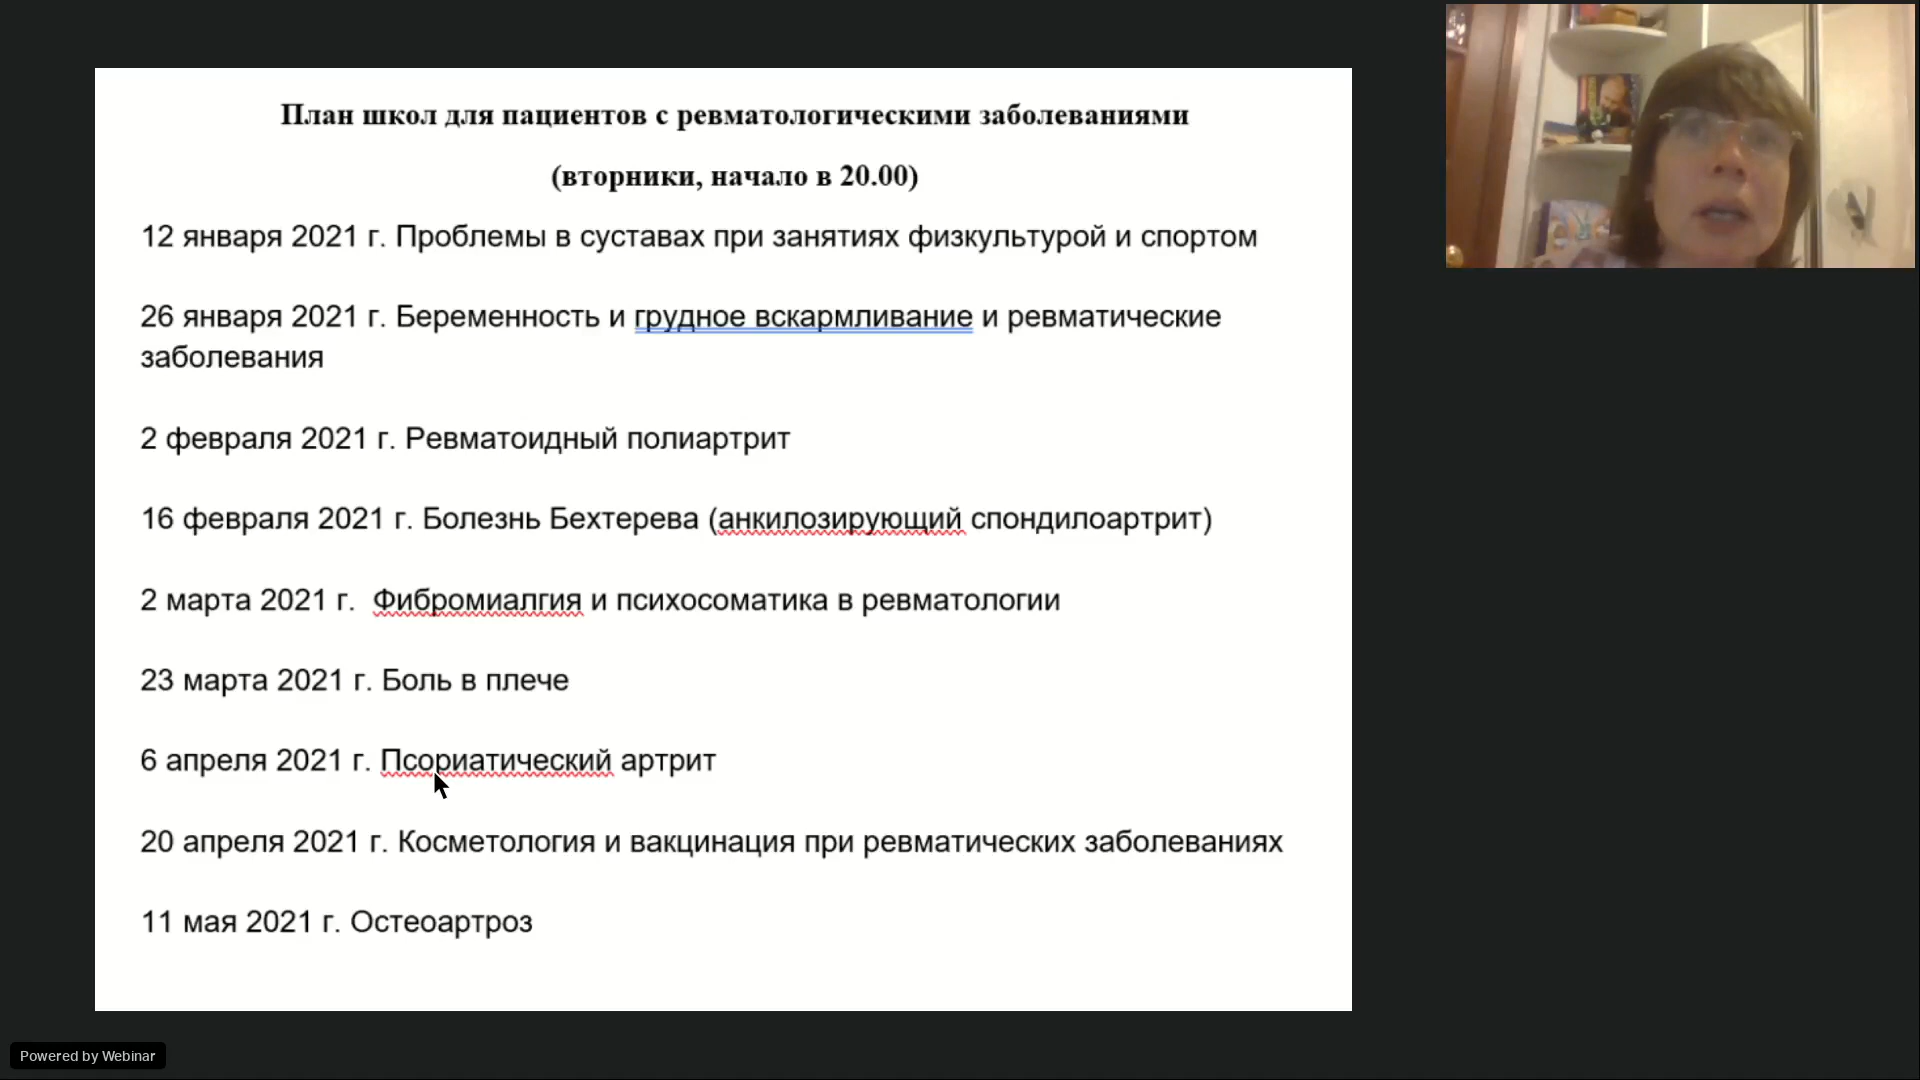 План школ для пациентов с ревматологическими заболеваниями
(вторники, начало в 20.00)
12 января 2021 г. Проблемы в суставах при занятиях физкультурой и спортом
26 января 2021 г. Беременность и грудное вскармливание и ревматические
заболевания
2 февраля 2021 г. Ревматоидный полиартрит
16 февраля 2021 г. Болезнь Бехтерева (анкилозирующий спондилоартрит)
2 марта 2021 г.  Фибромиалгия и психосоматика в ревматологии
23 марта 2021 г. Боль в плече
6 апреля 2021 г. Псориатический артрит
20 апреля 2021 г. Косметология и вакцинация при ревматических заболеваниях
11 мая 2021 г. Остеоартроз
Powered by Webinar